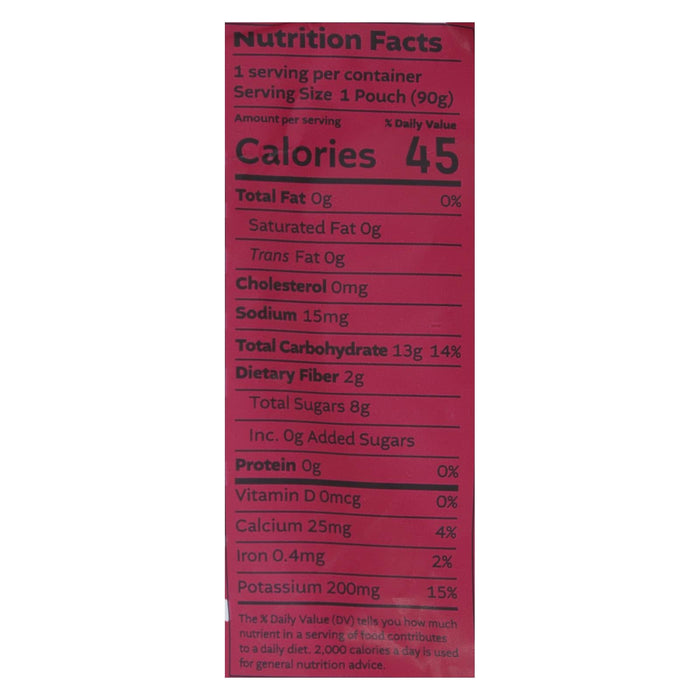 Nutrition Facts
1 serving per container
Serving Size 1 Pouch (90g)
Amount per serving % Daily Value
Calories 45
Total Fat 0g 0%
Saturated Fat 0g
Trans Fat 0g
Cholesterol 0mg
Sodium 15mg
Total Carbohydrate 13g 14%
Dietary Fiber 2g
Total Sugars 8g
Inc. 0g Added Sugars
Protein 0g 0%
Vitamin D 0mcg 0%
Calcium 25mg 4%
Iron 0.4mg 2%
Potassium 200mg 15%
The % Daily Value (DV) tells you how much
nutrient in a serving of food contributes
to a daily diet. 2,000 calories a day is used
for general nutrition advice.